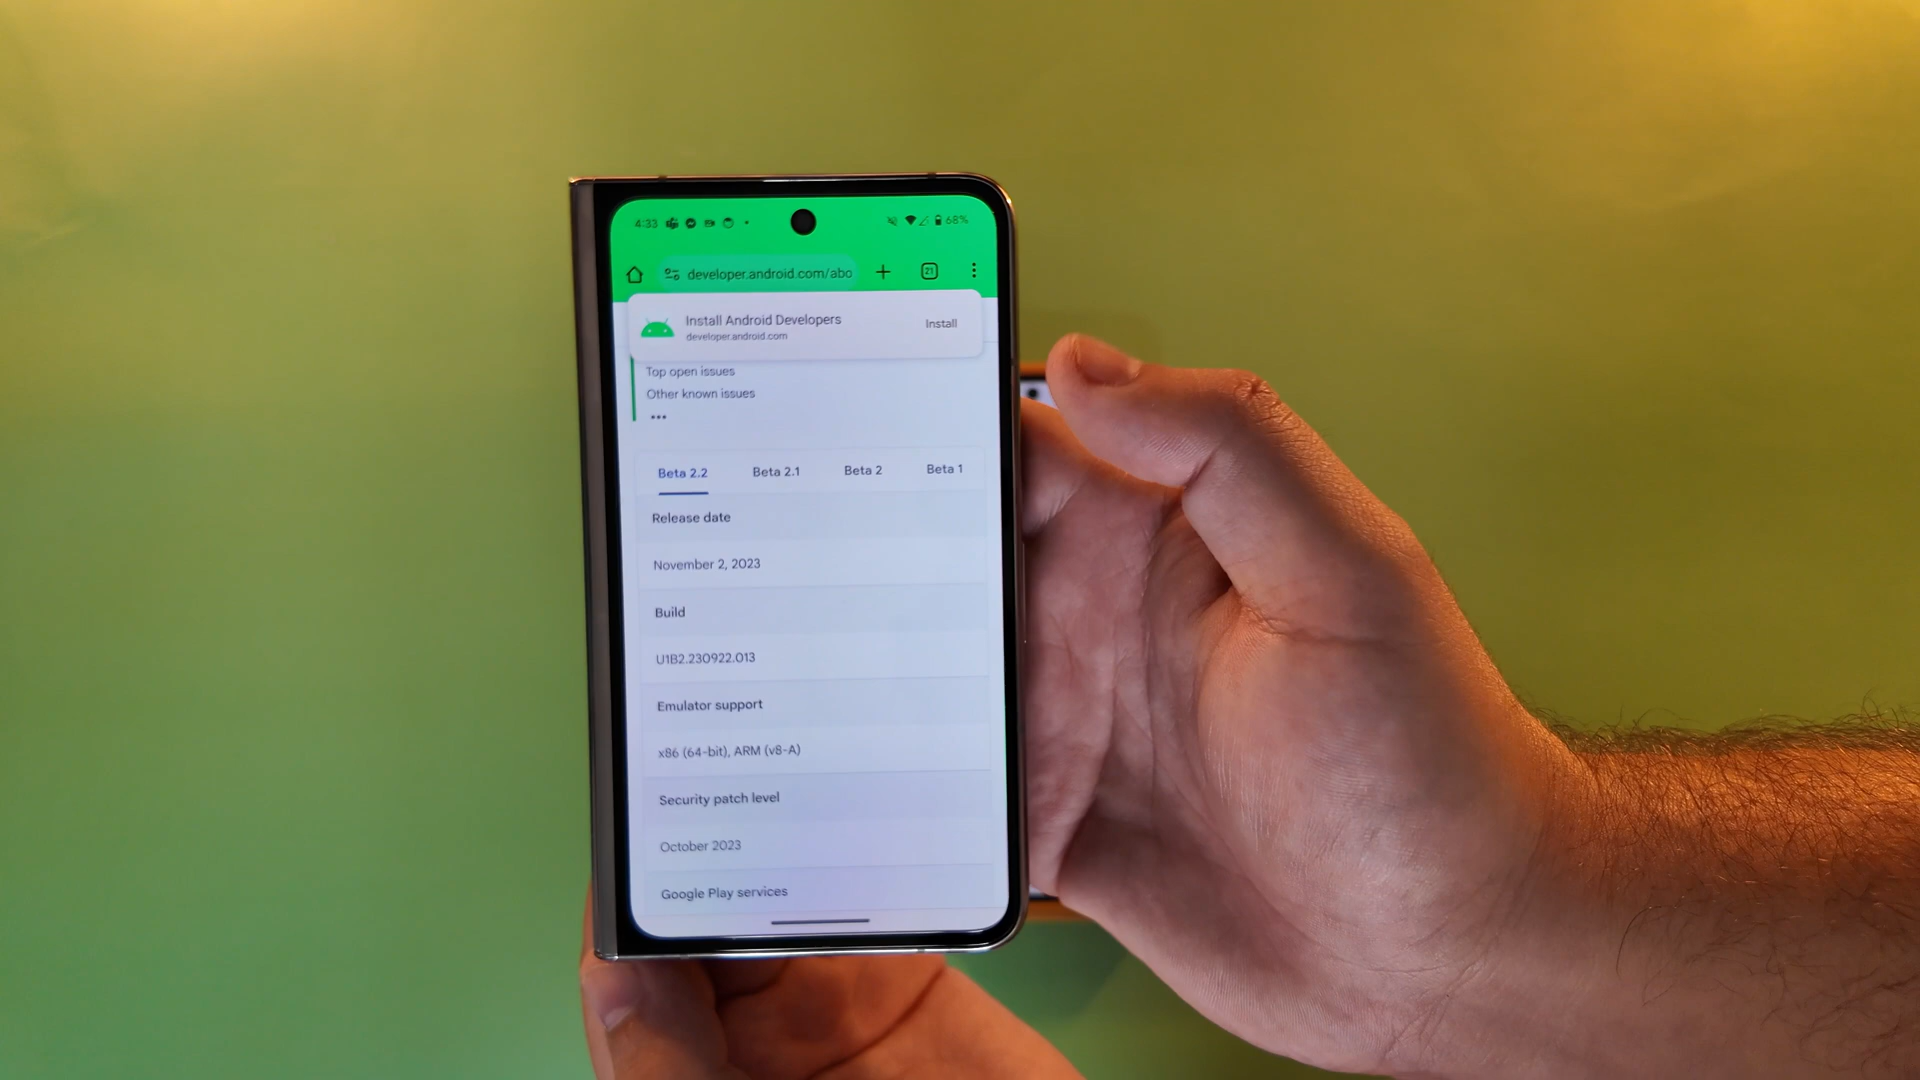 4:33 68%
developer.android.com/abo 21
Install Android Developers Install
developer.android.com
Top open issues
Other known issues
•••
Beta 2.2 Beta 2.1 Beta 2 Beta 1
Release date
November 2, 2023
Build
U1B2.230922.013
Emulator support
x86 (64-bit), ARM (v8-A)
Security patch level
October 2023
Google Play services